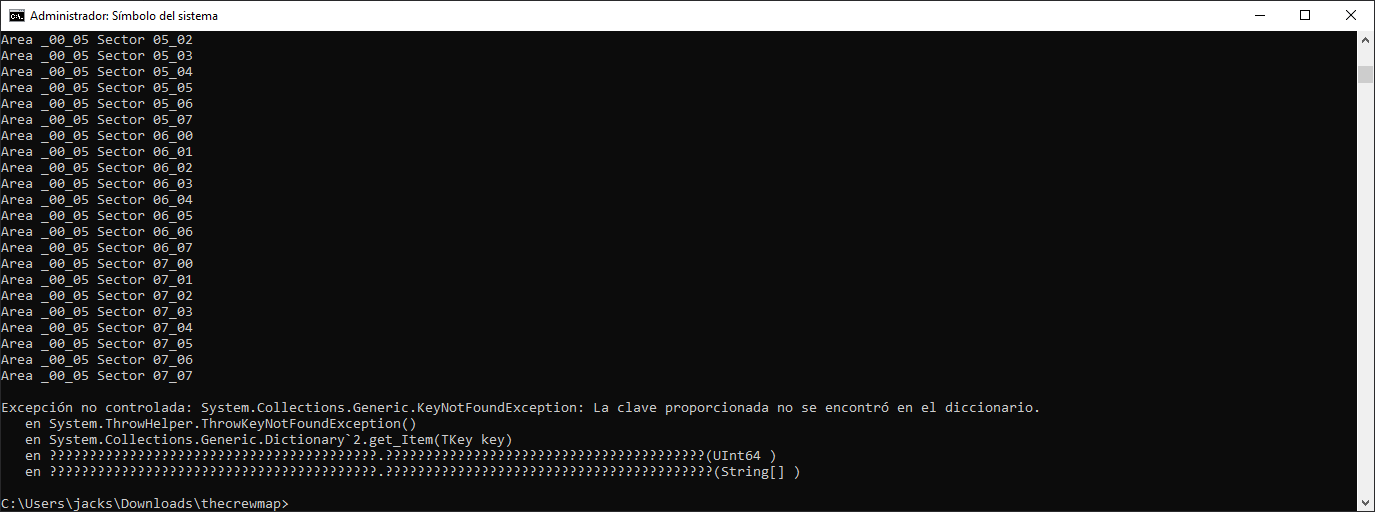 Administrador: Símbolo del sistema
Area _00_05 Sector 05_02
Area _00_05 Sector 05_03
Area _00_05 Sector 05_04
Area _00_05 Sector 05_05
Area _00_05 Sector 05_06
Area _00_05 Sector 05_07
Area _00_05 Sector 06_00
Area _00_05 Sector 06_01
Area _00_05 Sector 06_02
Area _00_05 Sector 06_03
Area _00_05 Sector 06_04
Area _00_05 Sector 06_05
Area _00_05 Sector 06_06
Area _00_05 Sector 06_07
Area _00_05 Sector 07_00
Area _00_05 Sector 07_01
Area _00_05 Sector 07_02
Area _00_05 Sector 07_03
Area _00_05 Sector 07_04
Area _00_05 Sector 07_05
Area _00_05 Sector 07_06
Area _00_05 Sector 07_07
Excepción no controlada: System.Collections.Generic.KeyNotFoundException: La clave proporcionada no se encontró en el diccionario.
en System.ThrowHelper.ThrowKeyNotFoundException()
en System.Collections.Generic.Dictionary`2.get_Item(TKey key)
en ?????????????????????????????????????????.????????????????????????????????????????(UInt64 )
en ?????????????????????????????????????????.?????????????????????????????????????????(String[] )
C:\Users\jacks\Downloads\thecrewmap>